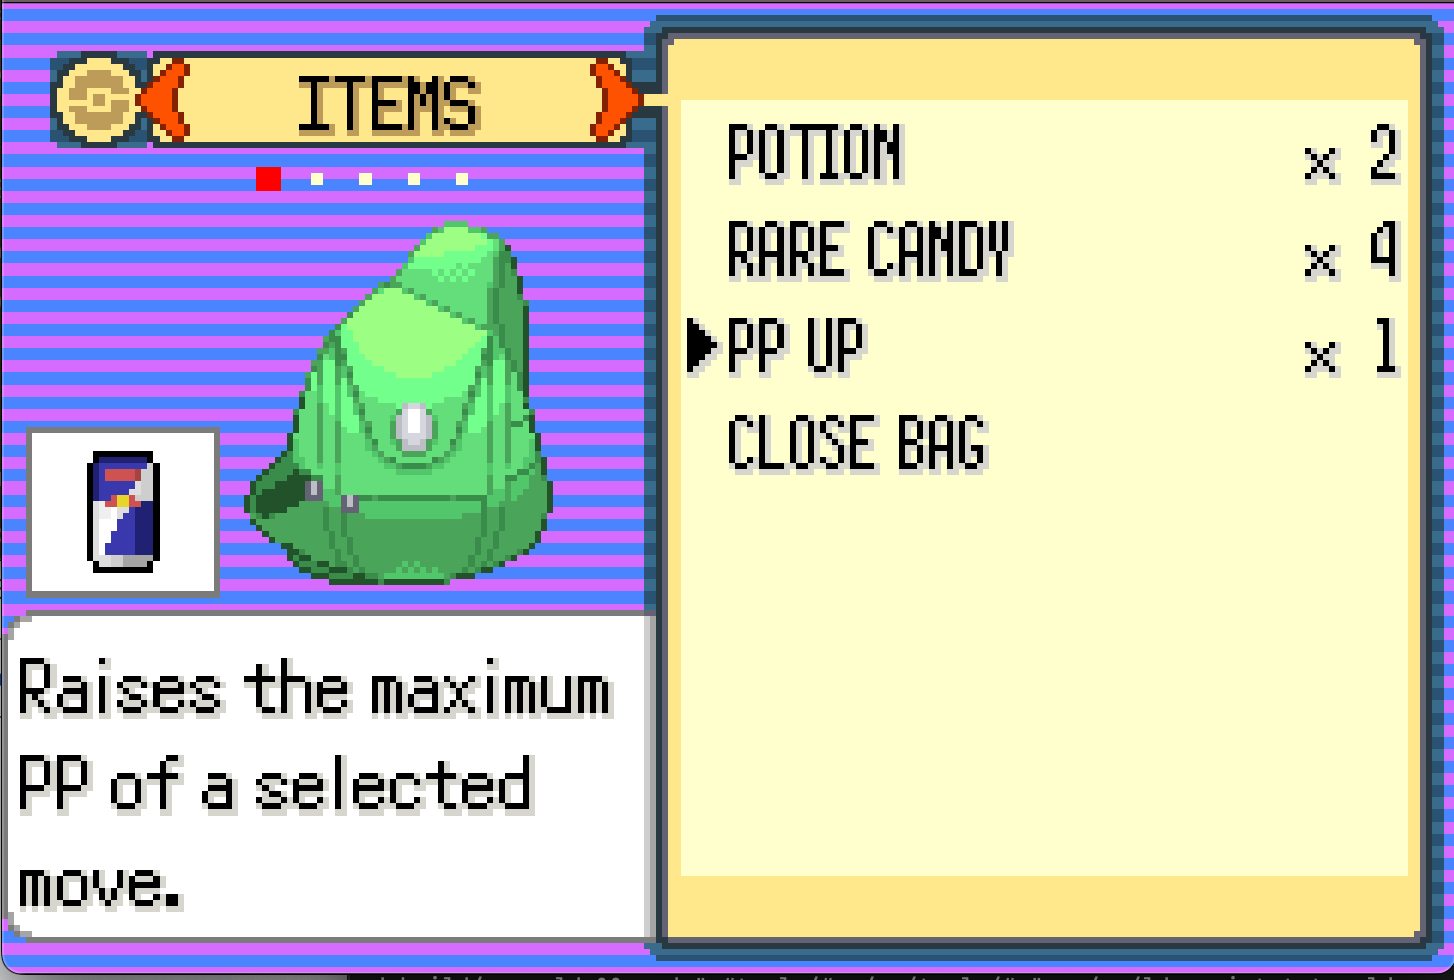 ITEMS
POTION x 2
RARE CANDY x 4
PP UP x 1
CLOSE BAG
Raises the maximum
PP of a selected
move.